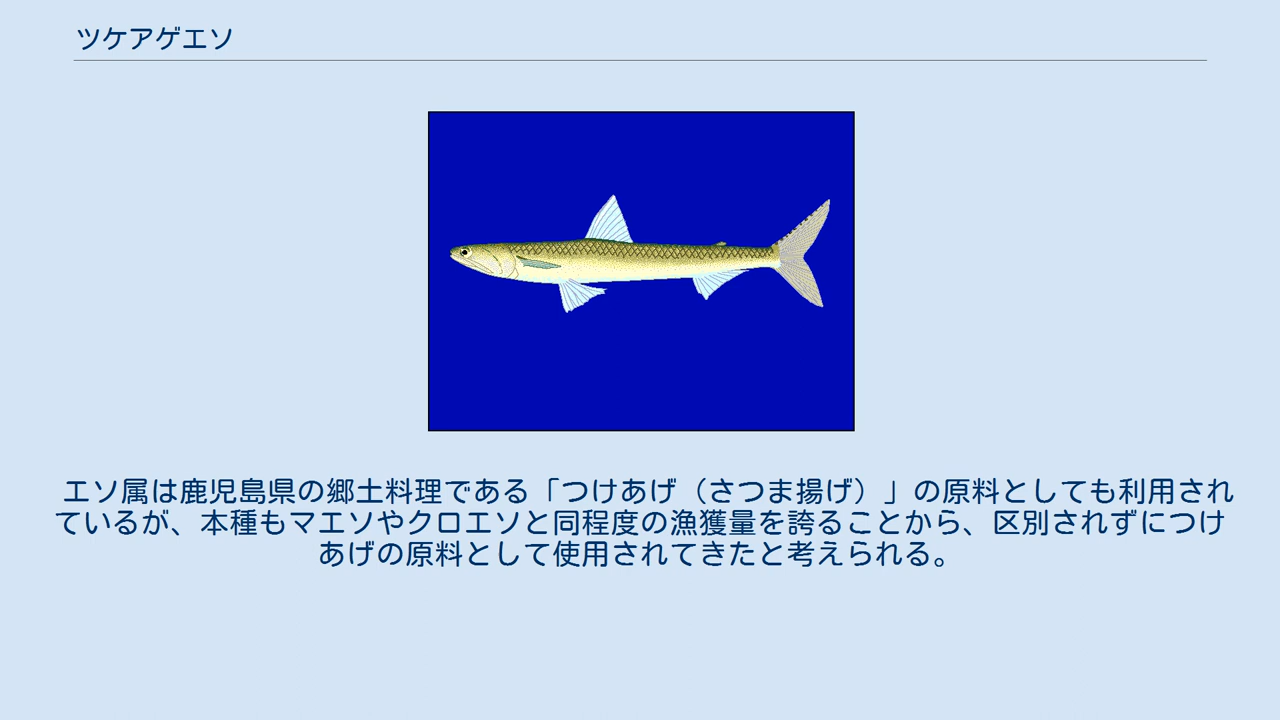 ツケアゲエソ
エソ属は鹿児島県の郷土料理である「つけあげ（さつま揚げ）」の原料としても利用され
ているが、本種もマエソやクロエソと同程度の漁獲量を誇ることから、区別されずにつけ
あげの原料として使用されてきたと考えられる。